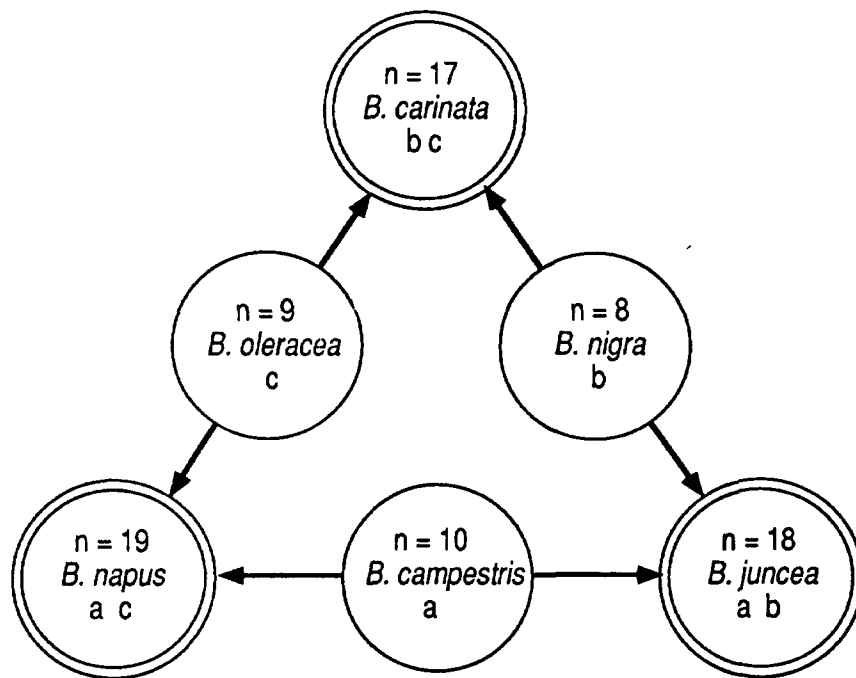 n = 17
B. carinata
b c
n = 9
B. oleracea
c
n = 8
B. nigra
b
n = 19
B. napus
a c
n = 10
B. campestris
a
n = 18
B. juncea
a b